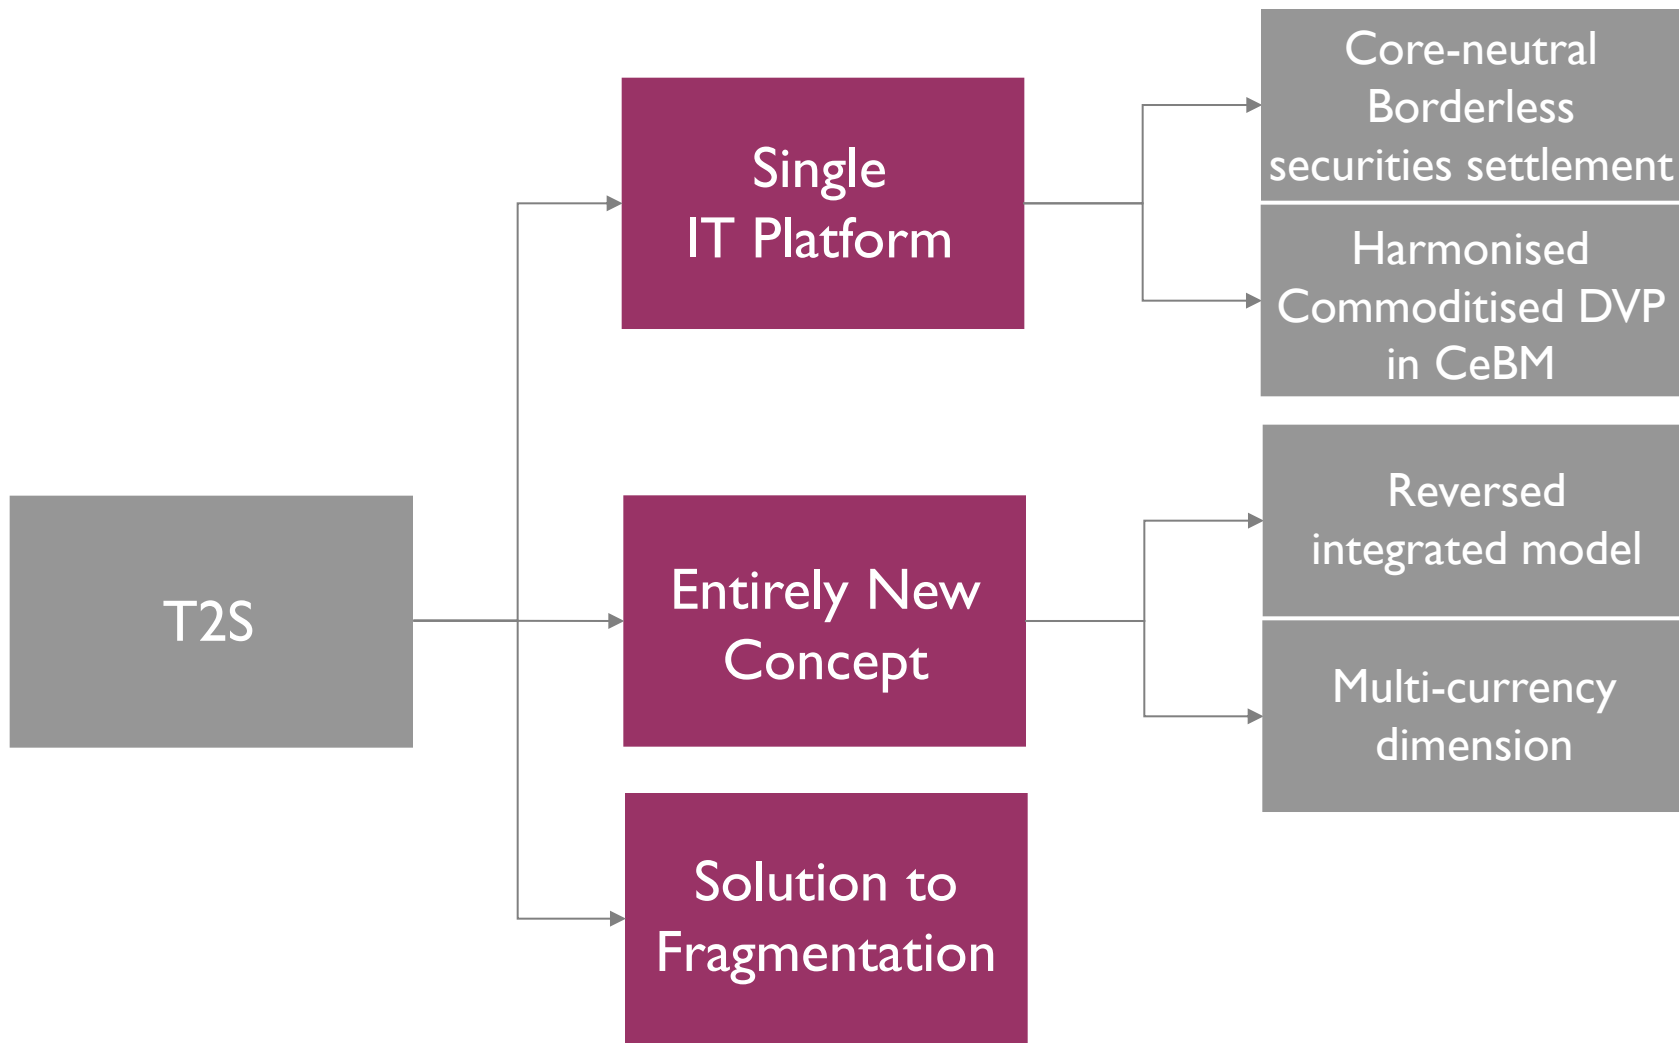 T2S
Single
IT Platform
Core-neutral
Borderless
securities settlement
Harmonised
Commoditised DVP
in CeBM
Entirely New
Concept
Reversed
integrated model
Multi-currency
dimension
Solution to
Fragmentation